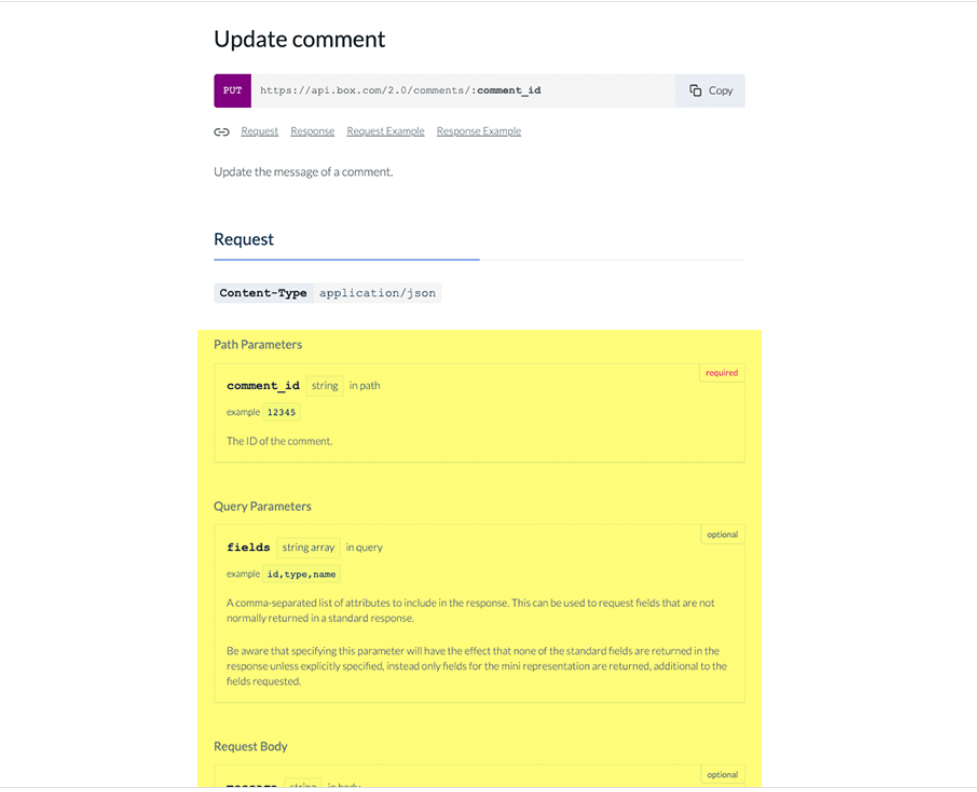 Update comment
PUT https://api.box.com/2.0/comments/:comment_id Copy
Request Response Request Example Response Example
Update the message of a comment.
Request
Content-Type application/json
Path Parameters
required
comment_id string in path
example 12345
The ID of the comment.
Query Parameters
optional
fields string array in query
example id,type,name
A comma-separated list of attributes to include in the response. This can be used to request fields that are not
normally returned in a standard response.
Be aware that specifying this parameter will have the effect that none of the standard fields are returned in the
response unless explicitly specified, instead only fields for the mini representation are returned, additional to the
fields requested.
Request Body
optional
message string in body